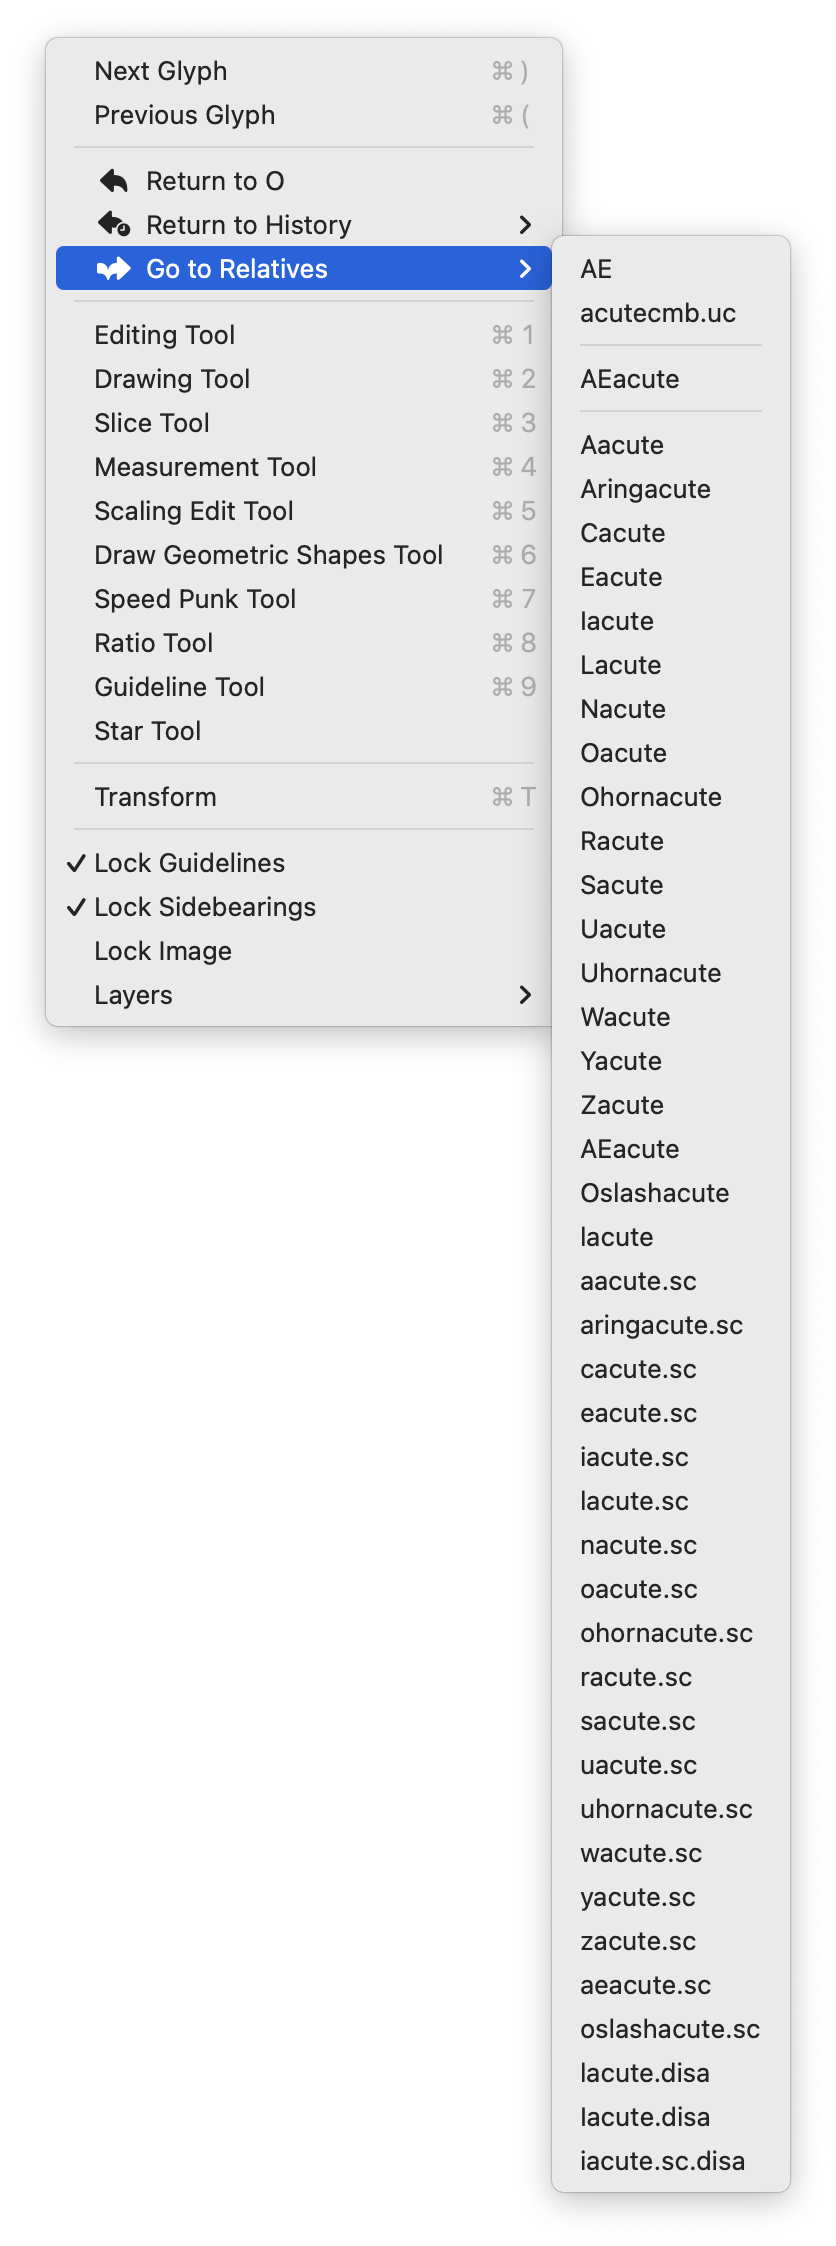 Next Glyph ⌘ )
Previous Glyph ⌘ (
Return to O
Return to History
Go to Relatives
Editing Tool ⌘ 1
Drawing Tool ⌘ 2
Slice Tool ⌘ 3
Measurement Tool ⌘ 4
Scaling Edit Tool ⌘ 5
Draw Geometric Shapes Tool ⌘ 6
Speed Punk Tool ⌘ 7
Ratio Tool ⌘ 8
Guideline Tool ⌘ 9
Star Tool
Transform ⌘ T
✓ Lock Guidelines
✓ Lock Sidebearings
Lock Image
Layers
AE
acutecmb.uc
AEacute
Aacute
Aringacute
Cacute
Eacute
Iacute
Lacute
Nacute
Oacute
Ohornacute
Racute
Sacute
Uacute
Uhornacute
Wacute
Yacute
Zacute
AEacute
Oslashacute
lacute
aacute.sc
aringacute.sc
cacute.sc
eacute.sc
iacute.sc
lacute.sc
nacute.sc
oacute.sc
ohornacute.sc
racute.sc
sacute.sc
uacute.sc
uhornacute.sc
wacute.sc
yacute.sc
zacute.sc
aeacute.sc
oslashacute.sc
lacute.disa
Iacute.disa
iacute.sc.disa